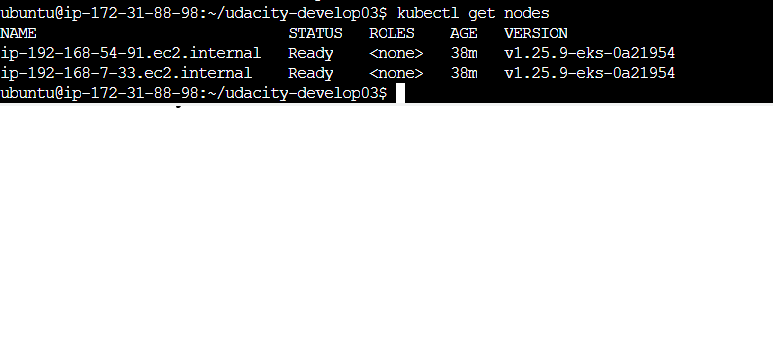 ubuntu@ip-172-31-88-98:~/udacity-develop03$ kubectl get nodes
NAME STATUS ROLES AGE VERSION
ip-192-168-54-91.ec2.internal Ready <none> 38m v1.25.9-eks-0a21954
ip-192-168-7-33.ec2.internal Ready <none> 38m v1.25.9-eks-0a21954
ubuntu@ip-172-31-88-98:~/udacity-develop03$